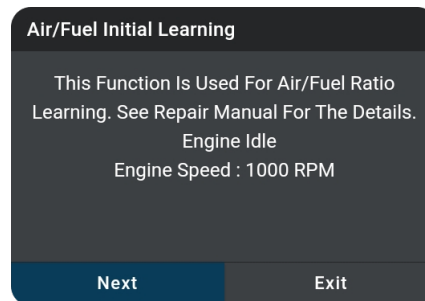 Air/Fuel Initial Learning
This Function Is Used For Air/Fuel Ratio
Learning. See Repair Manual For The Details.
Engine Idle
Engine Speed : 1000 RPM
Next
Exit